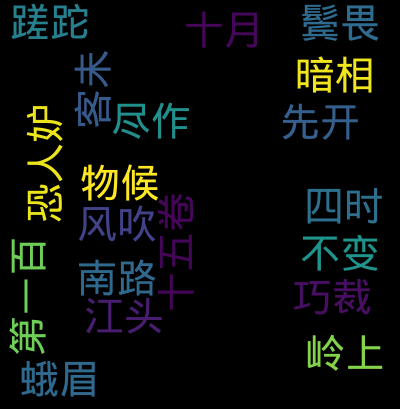 蹉跎
十月
鬓畏
客未
暗相
忍作
先开
恐人妒
物候
十五卷
四时
风吹
不变
第一百
南路
江头
巧裁
岭上
蛾眉